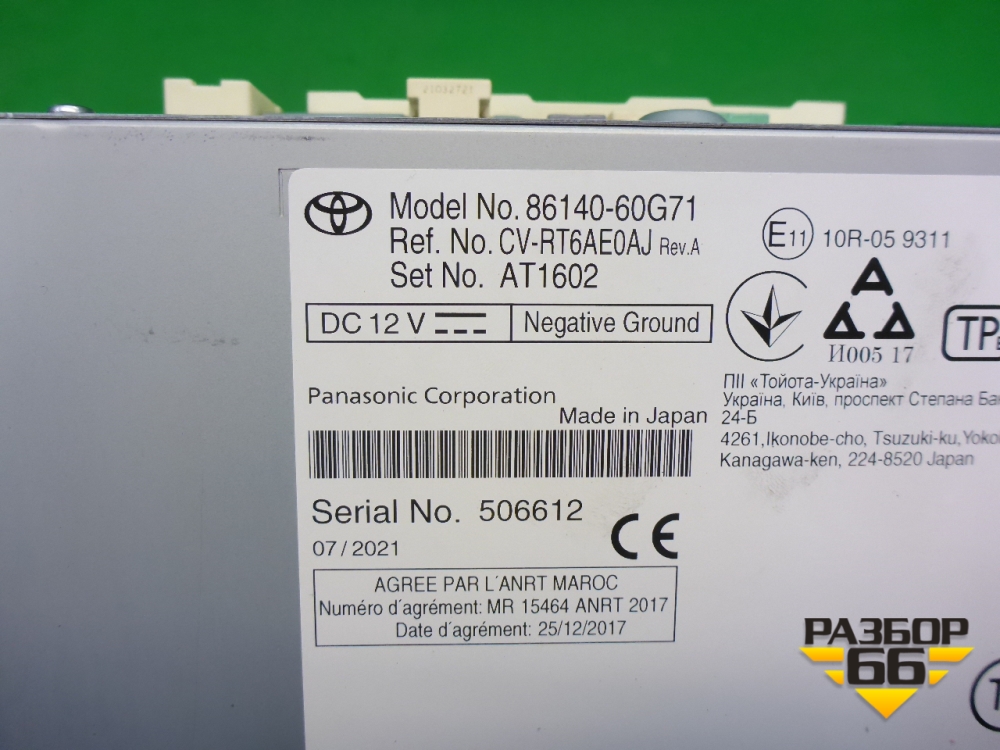 21032721
Model No. 86140-60G71
Ref. No. CV-RT6AE0AJ Rev.A
Set No. AT1602
E11 10R-05 9311
DC 12 V
Negative Ground
И005 17
TP
ПІІ «Тойота-Україна»
Україна, Київ, проспект Степана
24-Б
4261,Ikonobe-cho, Tsuzuki-ku,
Kanagawa-ken, 224-8520 Japan
Panasonic Corporation
Made in Japan
Serial No. 506612
07 / 2021
CE
AGREE PAR L'ANRT MAROC
Numéro d'agrément: MR 15464 ANRT 2017
Date d'agrément: 25/12/2017
РАЗБОР
66